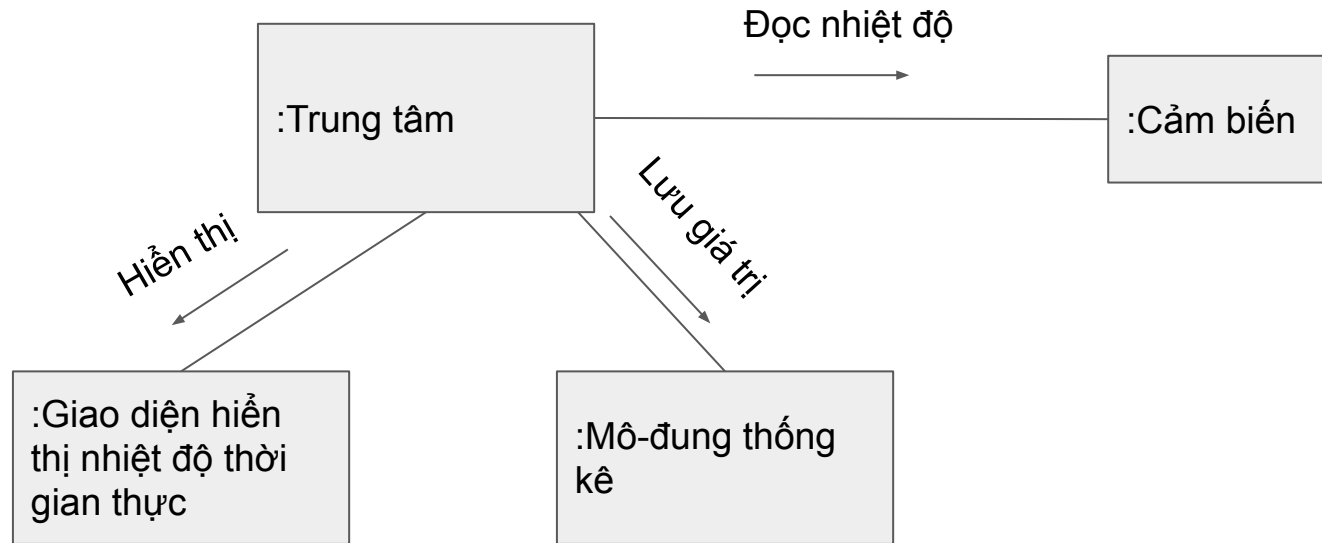 Đọc nhiệt độ
:Trung tâm
:Cảm biến
Lưu giá trị
Hiển thị
:Giao diện hiển
thị nhiệt độ thời
gian thực
:Mô-đung thống
kê